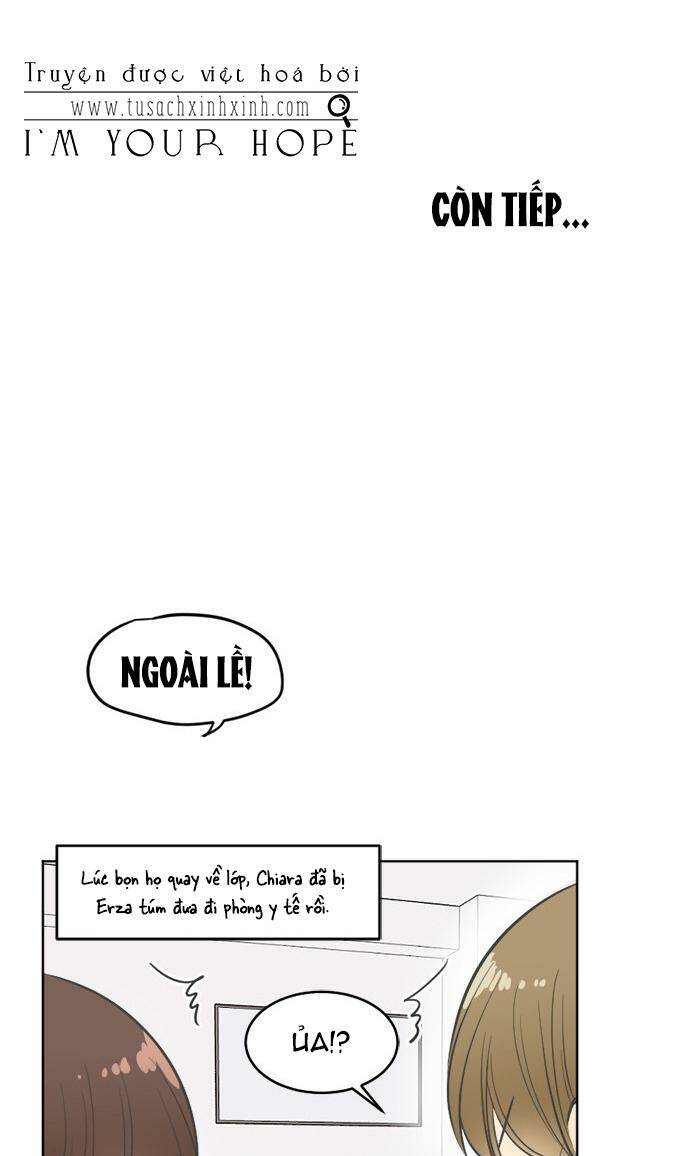 Truyện được việt hoá bởi
www.tusachxinhxinh.com
I'M YOUR HOPE
CÒN TIẾP...
NGOÀI LỀ!
Lúc bọn họ quay về lớp, Chiara đã bị
Erza túm đưa đi phòng y tế rồi.
ỦA!?